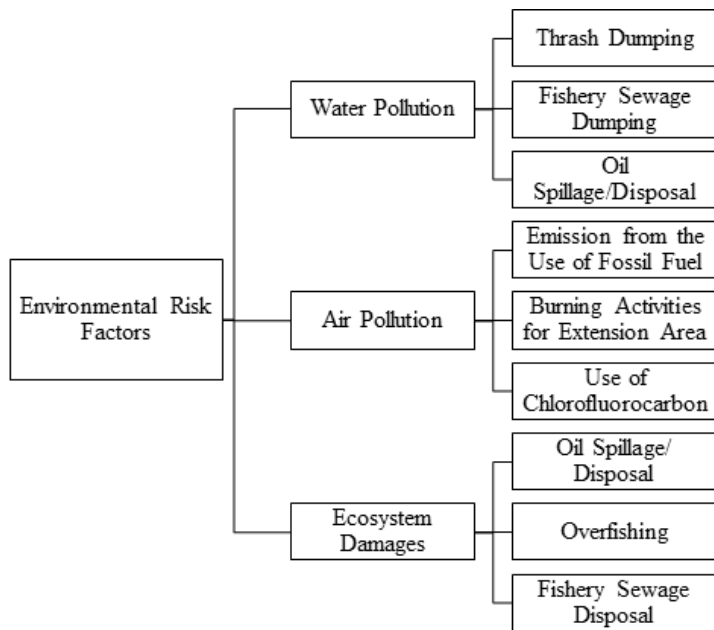 Thrash Dumping
Water Pollution
Fishery Sewage
Dumping
Oil
Spillage/Disposal
Environmental Risk
Factors
Emission from the
Use of Fossil Fuel
Air Pollution
Burning Activities
for Extension Area
Use of
Chlorofluorocarbon
Ecosystem
Damages
Oil Spillage/
Disposal
Overfishing
Fishery Sewage
Disposal